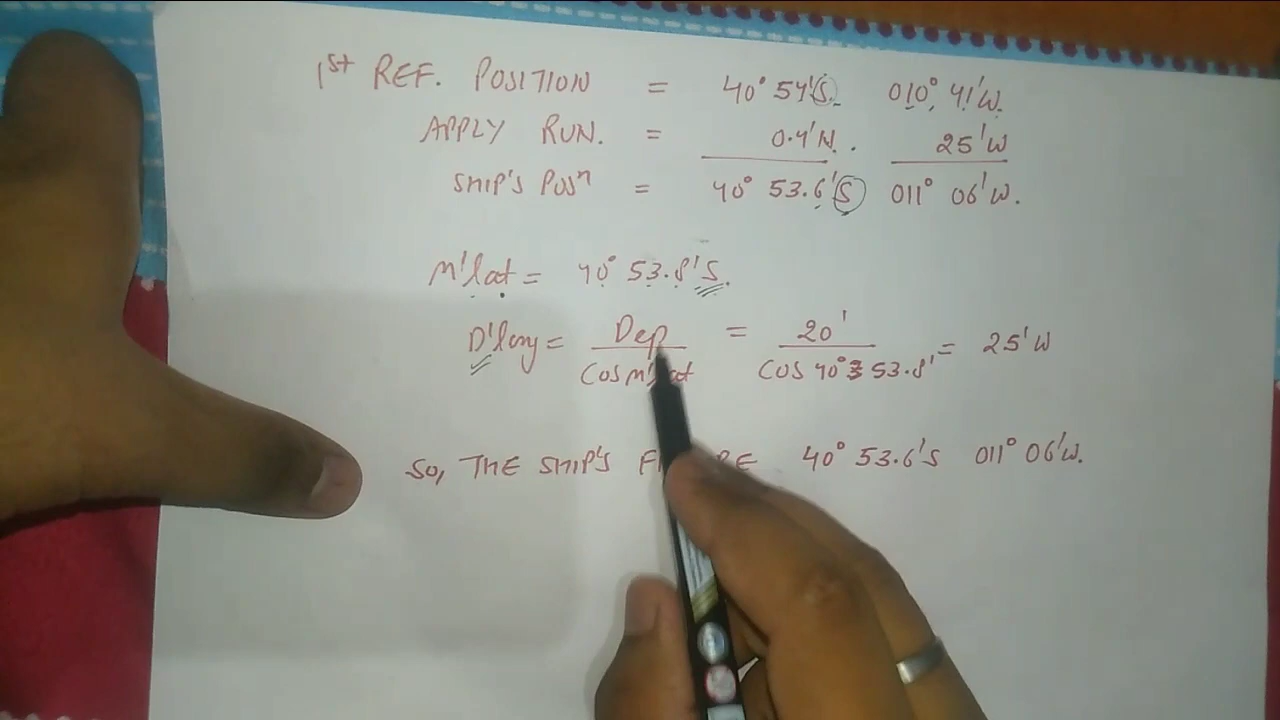 1st REF. POSITION = 40° 54'S. 010° 41'W.
APPLY RUN. = 0.4'N. 25'W
SHIP'S POSn = 40° 53.6'S 011° 06'W.
m'lat = 40° 53.8'S.
D'long = Dep / Cos m'lat = 20' / COS 40° 53.8' = 25'W
SO, THE SHIP'S 40° 53.6'S 011° 06'W.